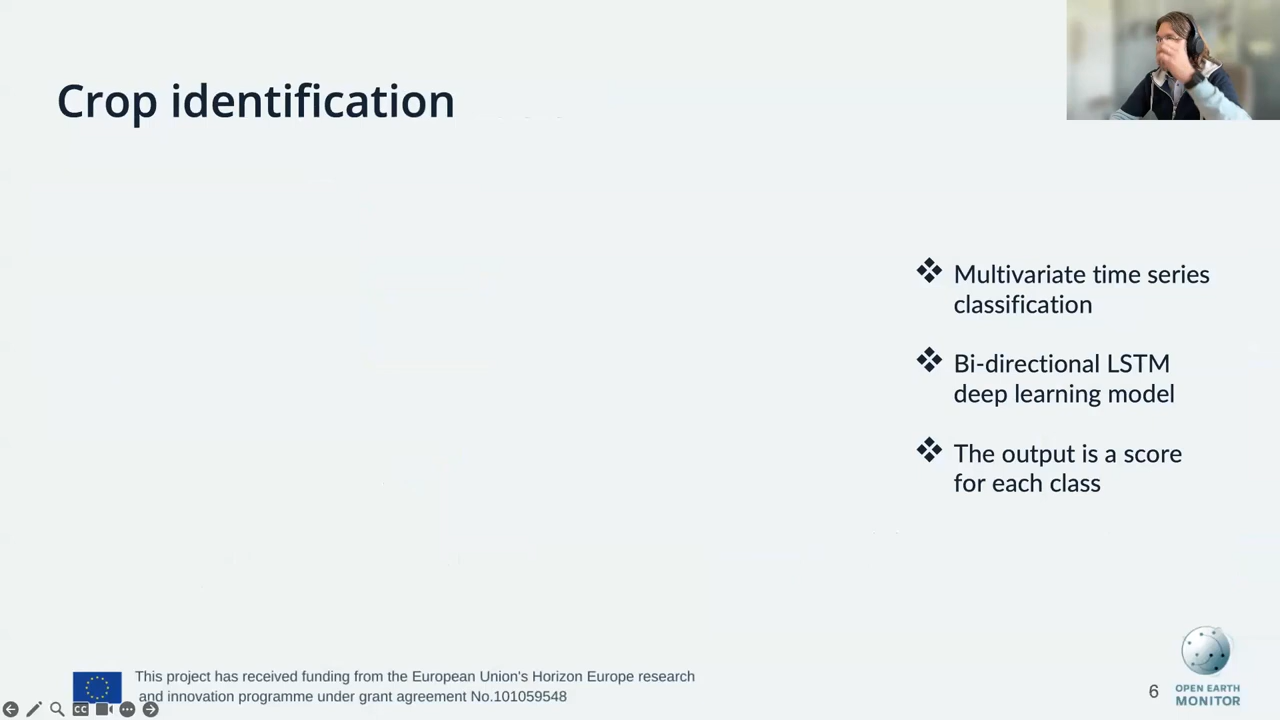 Crop identification
❖ Multivariate time series
classification
❖ Bi-directional LSTM
deep learning model
❖ The output is a score
for each class
This project has received funding from the European Union's Horizon Europe research
and innovation programme under grant agreement No.101059548
6
OPEN EARTH
MONITOR
CC